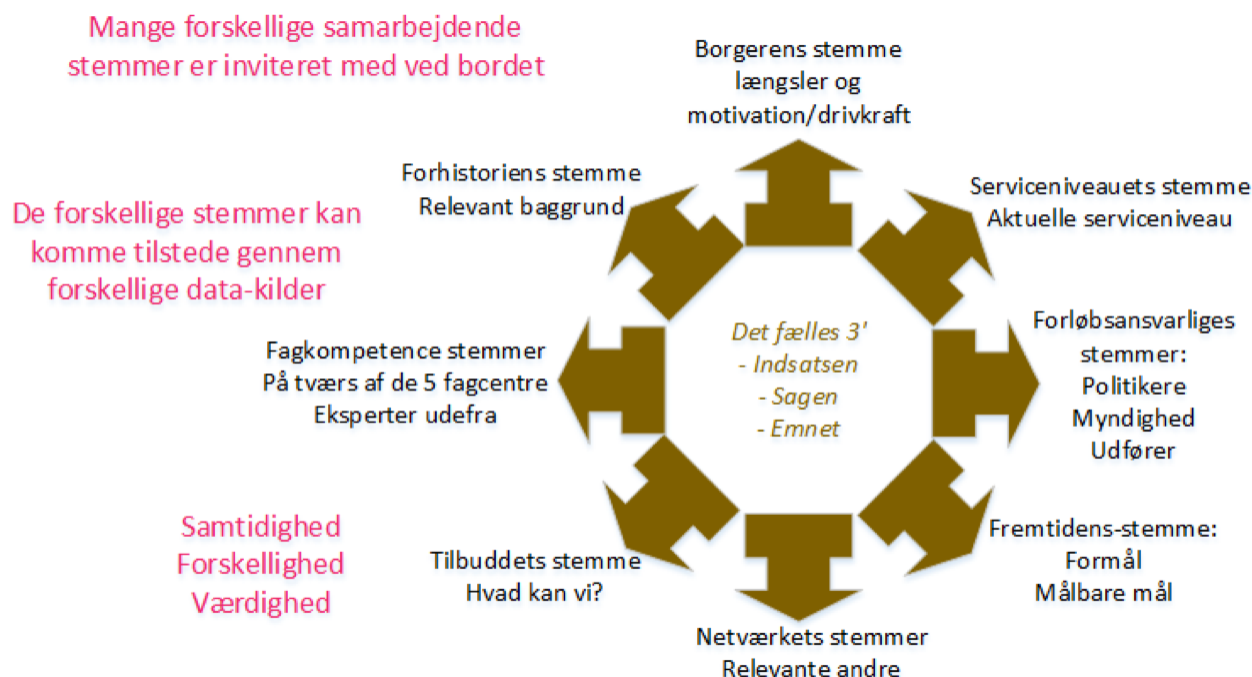 Mange forskellige samarbejdende
stemmer er inviteret med ved bordet
Borgerens stemme
længsler og
motivation/drivkraft
Forhistoriens stemme
Relevant baggrund
Serviceniveauets stemme
Aktuelle serviceniveau
De forskellige stemmer kan
komme tilstede gennem
forskellige data-kilder
Det fælles 3'
- Indsatsen
- Sagen
- Emnet
Forløbsansvarliges
stemmer:
Politikere
Myndighed
Udfører
Fagkompetence stemmer
På tværs af de 5 fagcentre
Eksperter udefra
Samtidighed
Forskellighed
Værdighed
Tilbuddets stemme
Hvad kan vi?
Fremtidens-stemme:
Formål
Målbare mål
Netværkets stemmer
Relevante andre